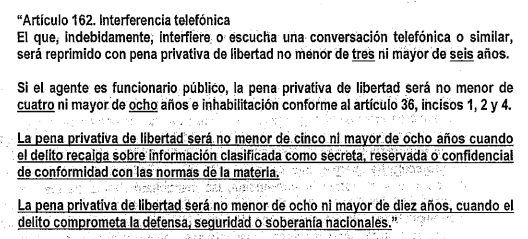 “Artículo 162. Interferencia telefónica
El que, indebidamente, interfiere o escucha una conversación telefónica o similar,
será reprimido con pena privativa de libertad no menor de tres ni mayor de seis años.
Si el agente es funcionario público, la pena privativa de libertad será no menor de
cuatro ni mayor de ocho años e inhabilitación conforme al artículo 36, incisos 1, 2 y 4.
La pena privativa de libertad será no menor de cinco ni mayor de ocho años cuando
el delito recaiga sobre información clasificada como secreta, reservada o confidencial
de conformidad con las normas de la materia.
La pena privativa de libertad será no menor de ocho ni mayor de diez años, cuando el
delito comprometa la defensa, seguridad o soberanía nacionales.”